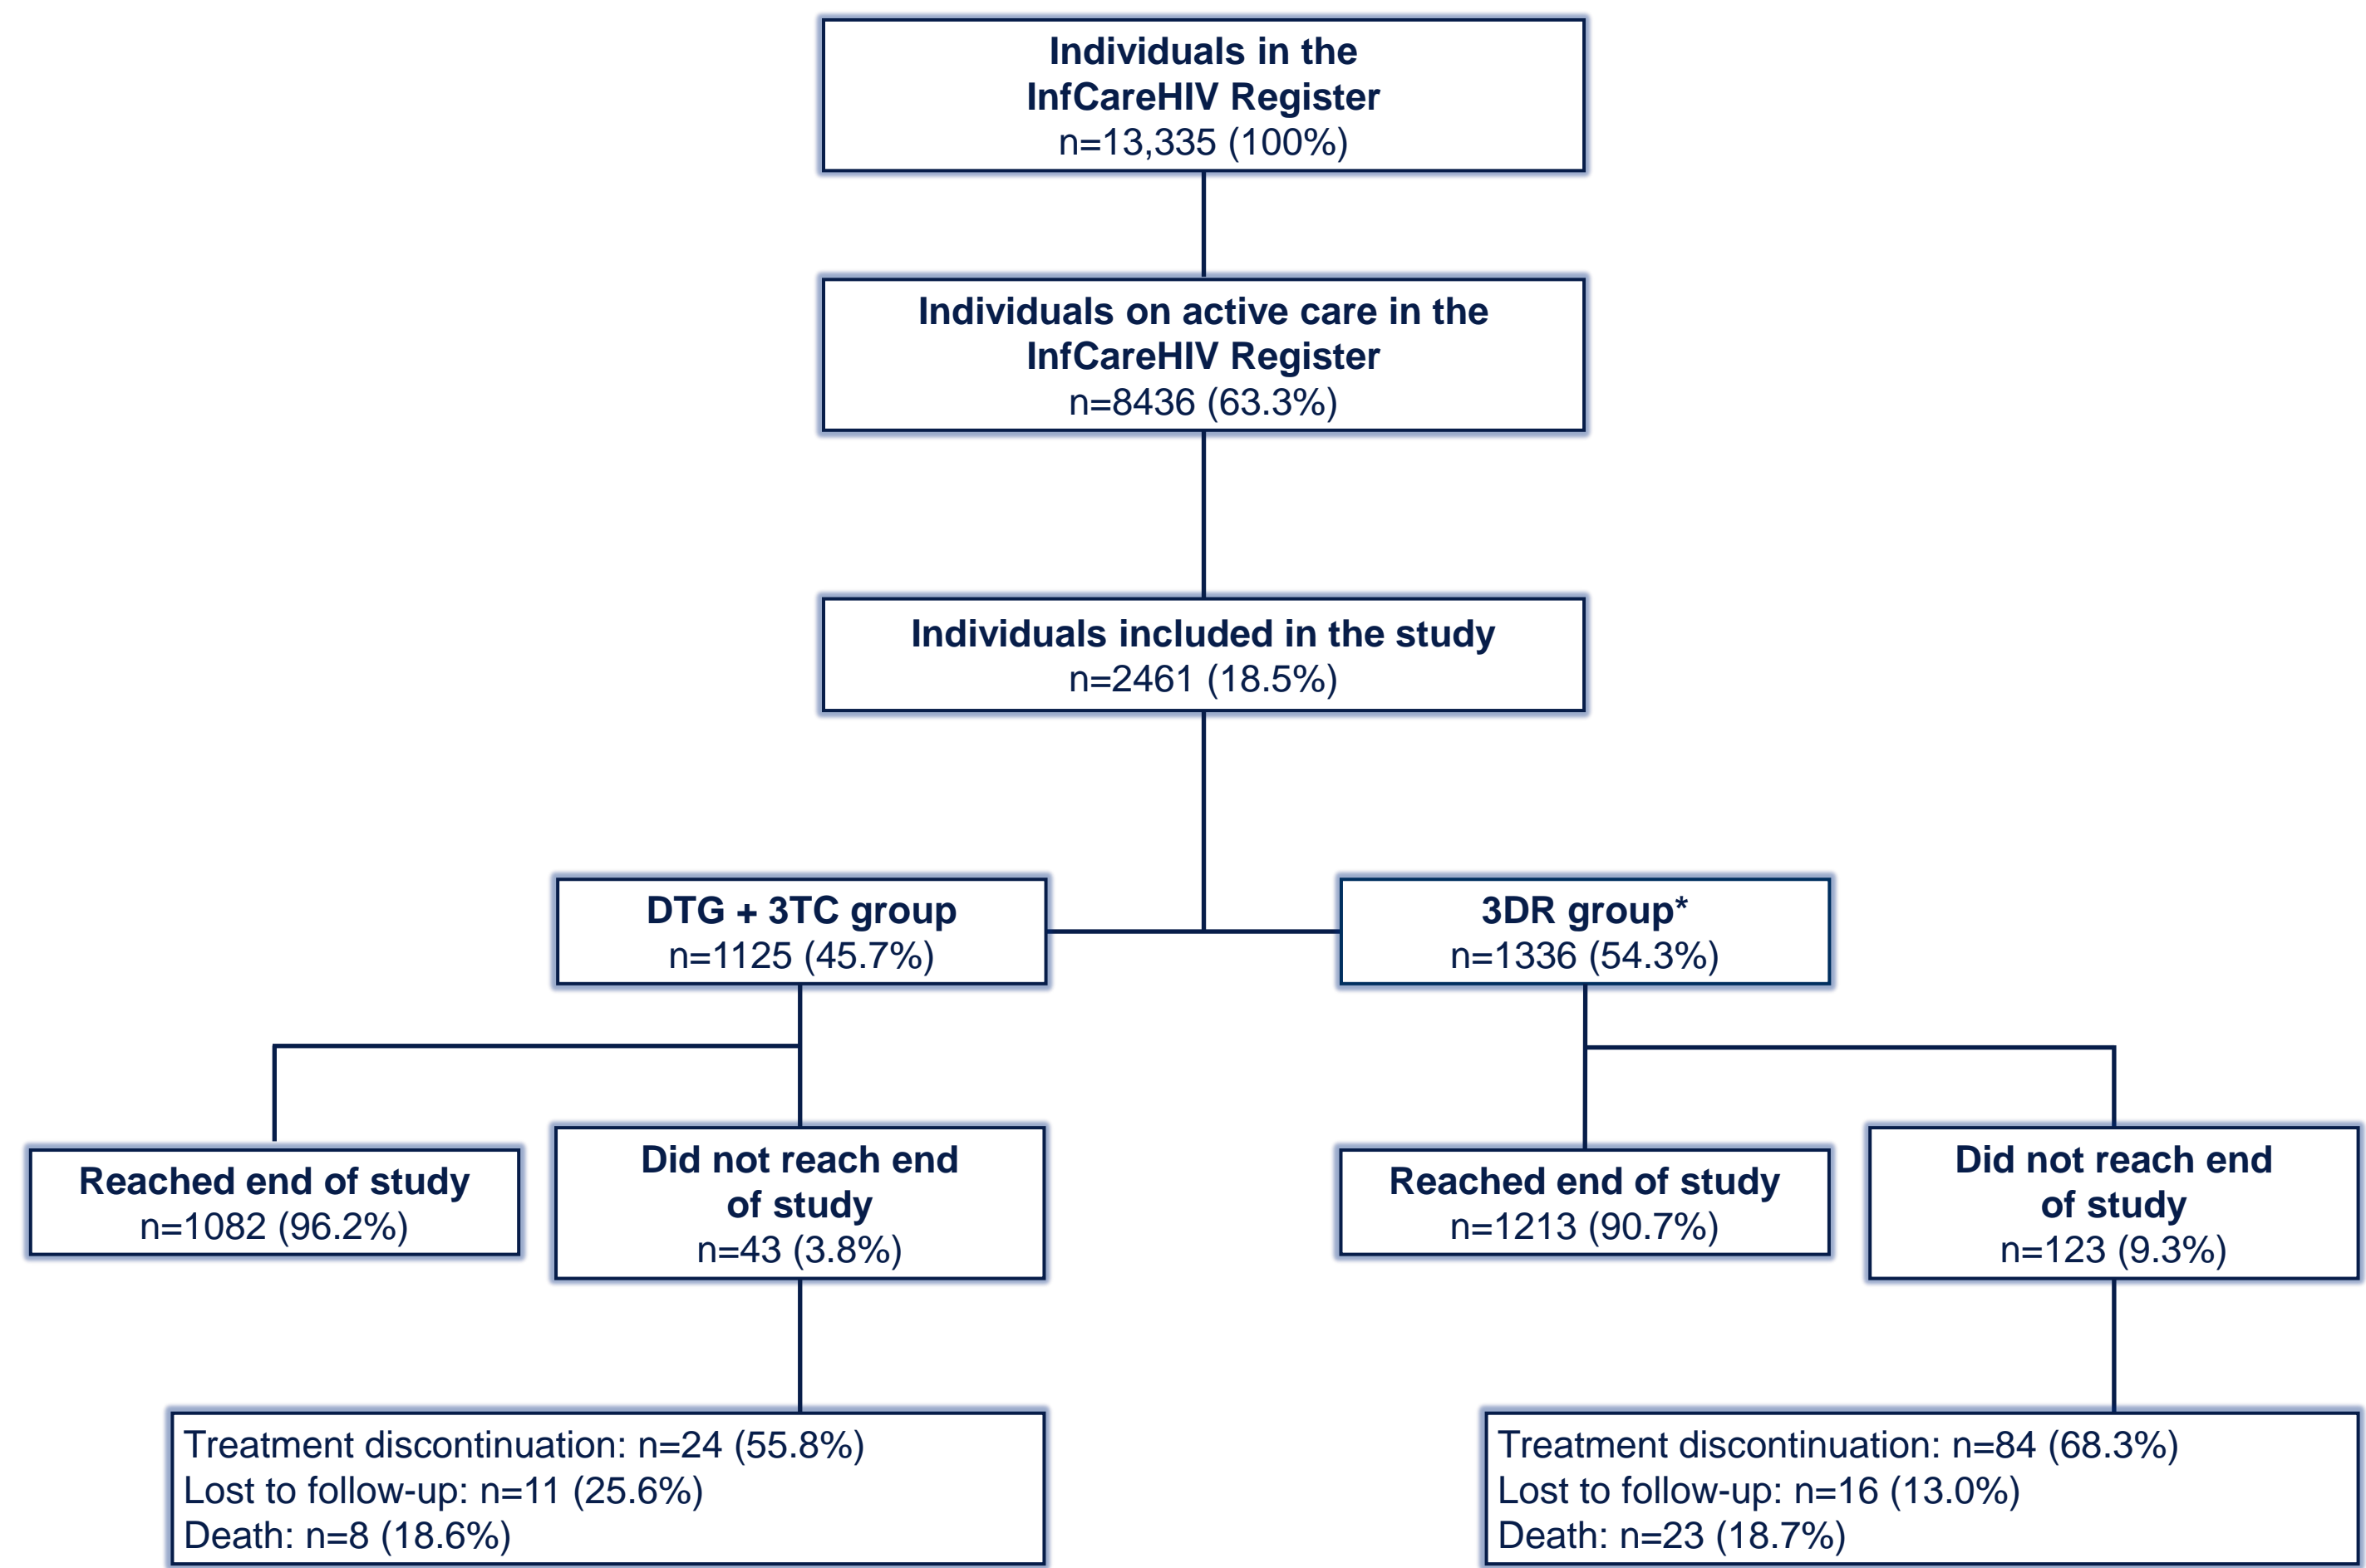 Individuals in the
InfCareHIV Register
n=13,335 (100%)
Individuals on active care in the
InfCareHIV Register
n=8436 (63.3%)
Individuals included in the study
n=2461 (18.5%)
DTG + 3TC group
n=1125 (45.7%)
3DR group*
n=1336 (54.3%)
Reached end of study
n=1082 (96.2%)
Did not reach end
of study
n=43 (3.8%)
Reached end of study
n=1213 (90.7%)
Did not reach end
of study
n=123 (9.3%)
Treatment discontinuation: n=24 (55.8%)
Lost to follow-up: n=11 (25.6%)
Death: n=8 (18.6%)
Treatment discontinuation: n=84 (68.3%)
Lost to follow-up: n=16 (13.0%)
Death: n=23 (18.7%)